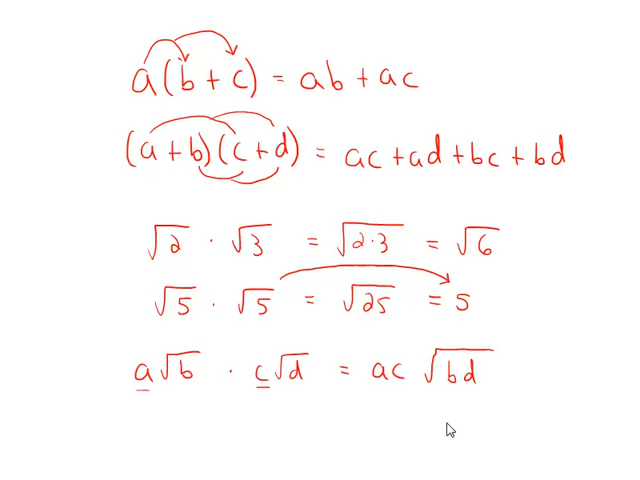 a(b + c) = ab + ac
(a + b)(c + d) = ac + ad + bc + bd
√2 · √3 = √2·3 = √6
√5 · √5 = √25 = 5
a√b · c√d = ac √bd